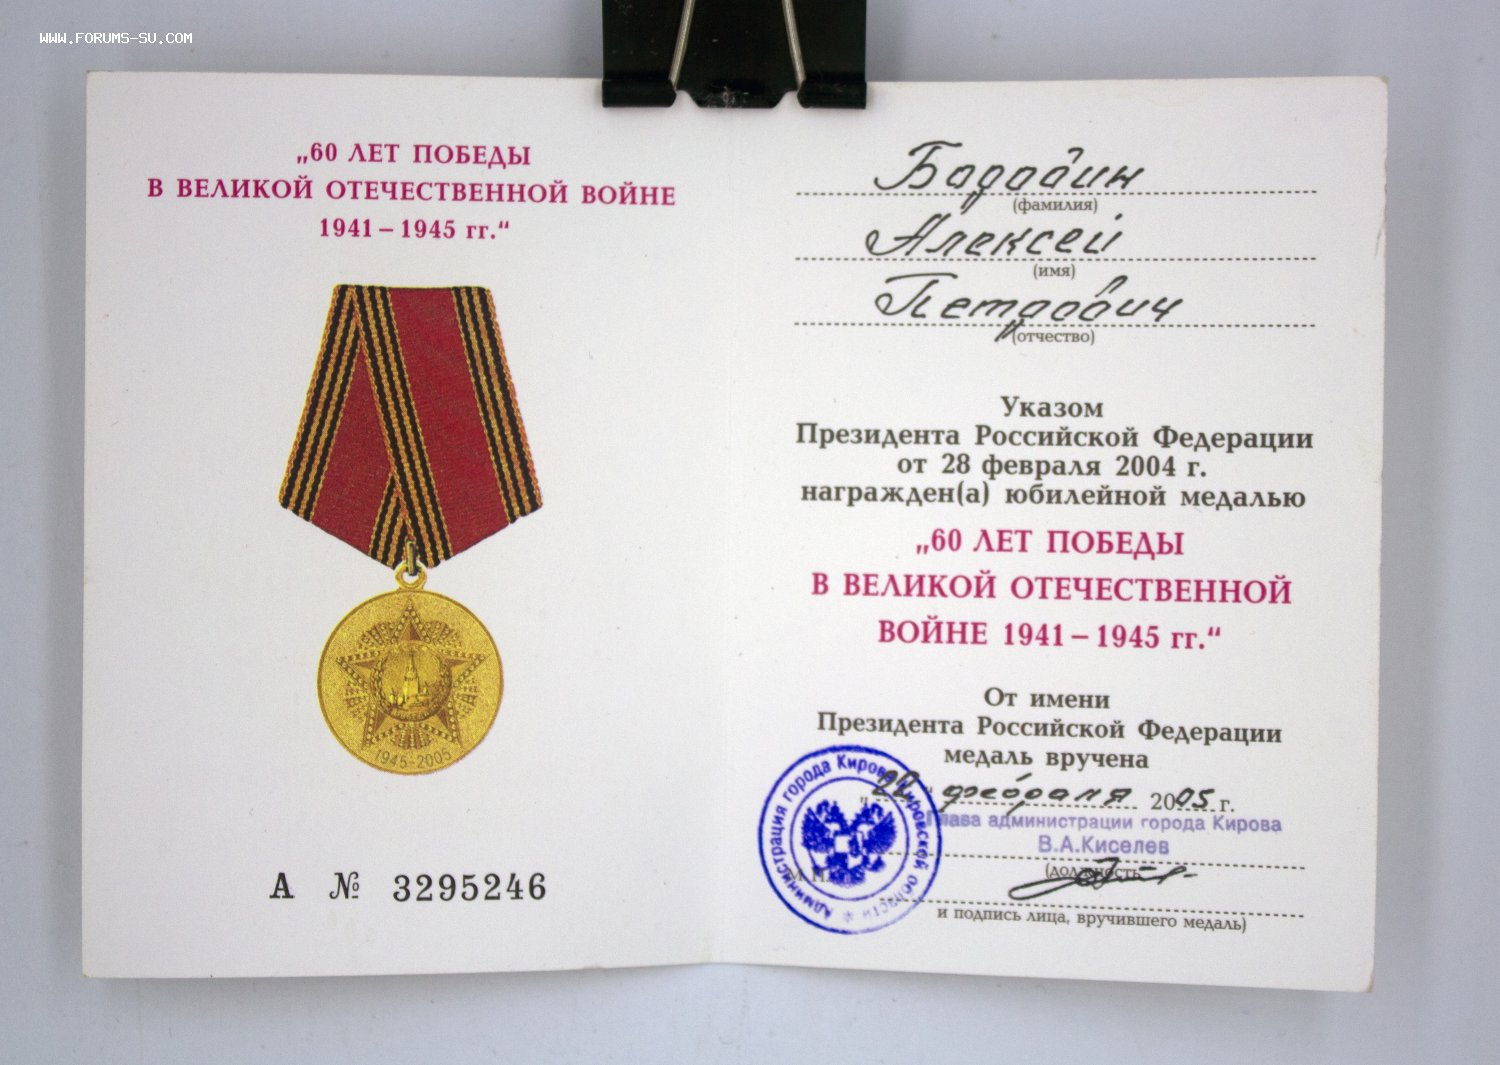 WWW.FORUMS-SU.COM
„60 ЛЕТ ПОБЕДЫ
В ВЕЛИКОЙ ОТЕЧЕСТВЕННОЙ ВОЙНЕ
1941 – 1945 гг.“
1945-2005
А № 3295246
Бородин
(фамилия)
Алексей
(имя)
Петрович
(отчество)
Указом
Президента Российской Федерации
от 28 февраля 2004 г.
награжден(а) юбилейной медалью
„60 ЛЕТ ПОБЕДЫ
В ВЕЛИКОЙ ОТЕЧЕСТВЕННОЙ
ВОЙНЕ 1941 – 1945 гг.“
От имени
Президента Российской Федерации
медаль вручена
„22“ февраля 2005 г.
Глава администрации города Кирова
В.А.Киселев
(должность
М.П.
и подпись лица, вручившего медаль)
Администрация города Кирова Кировской области *